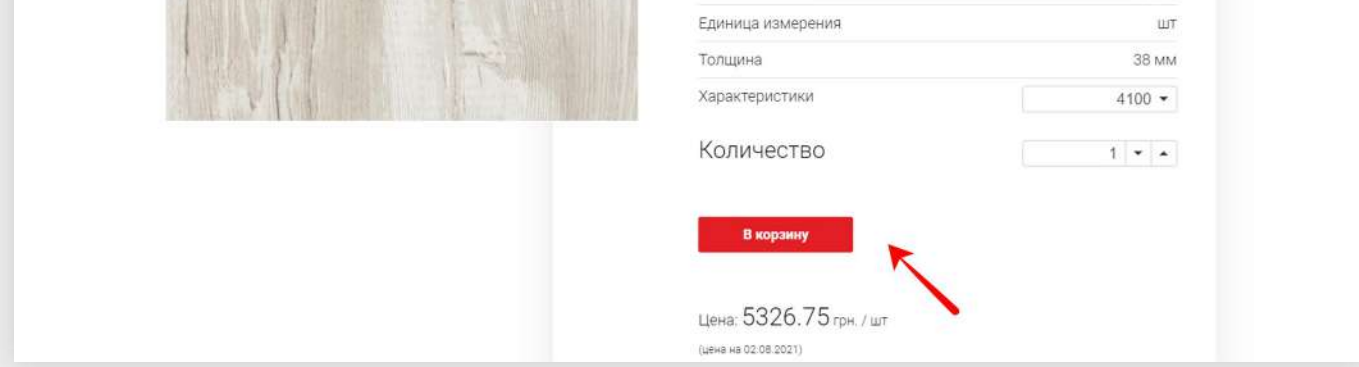 Единица измерения шт
Толщина 38 мм
Характеристики 4100
Количество 1
В корзину
Цена: 5326.75 грн. / шт
(цена на 02.08.2021)